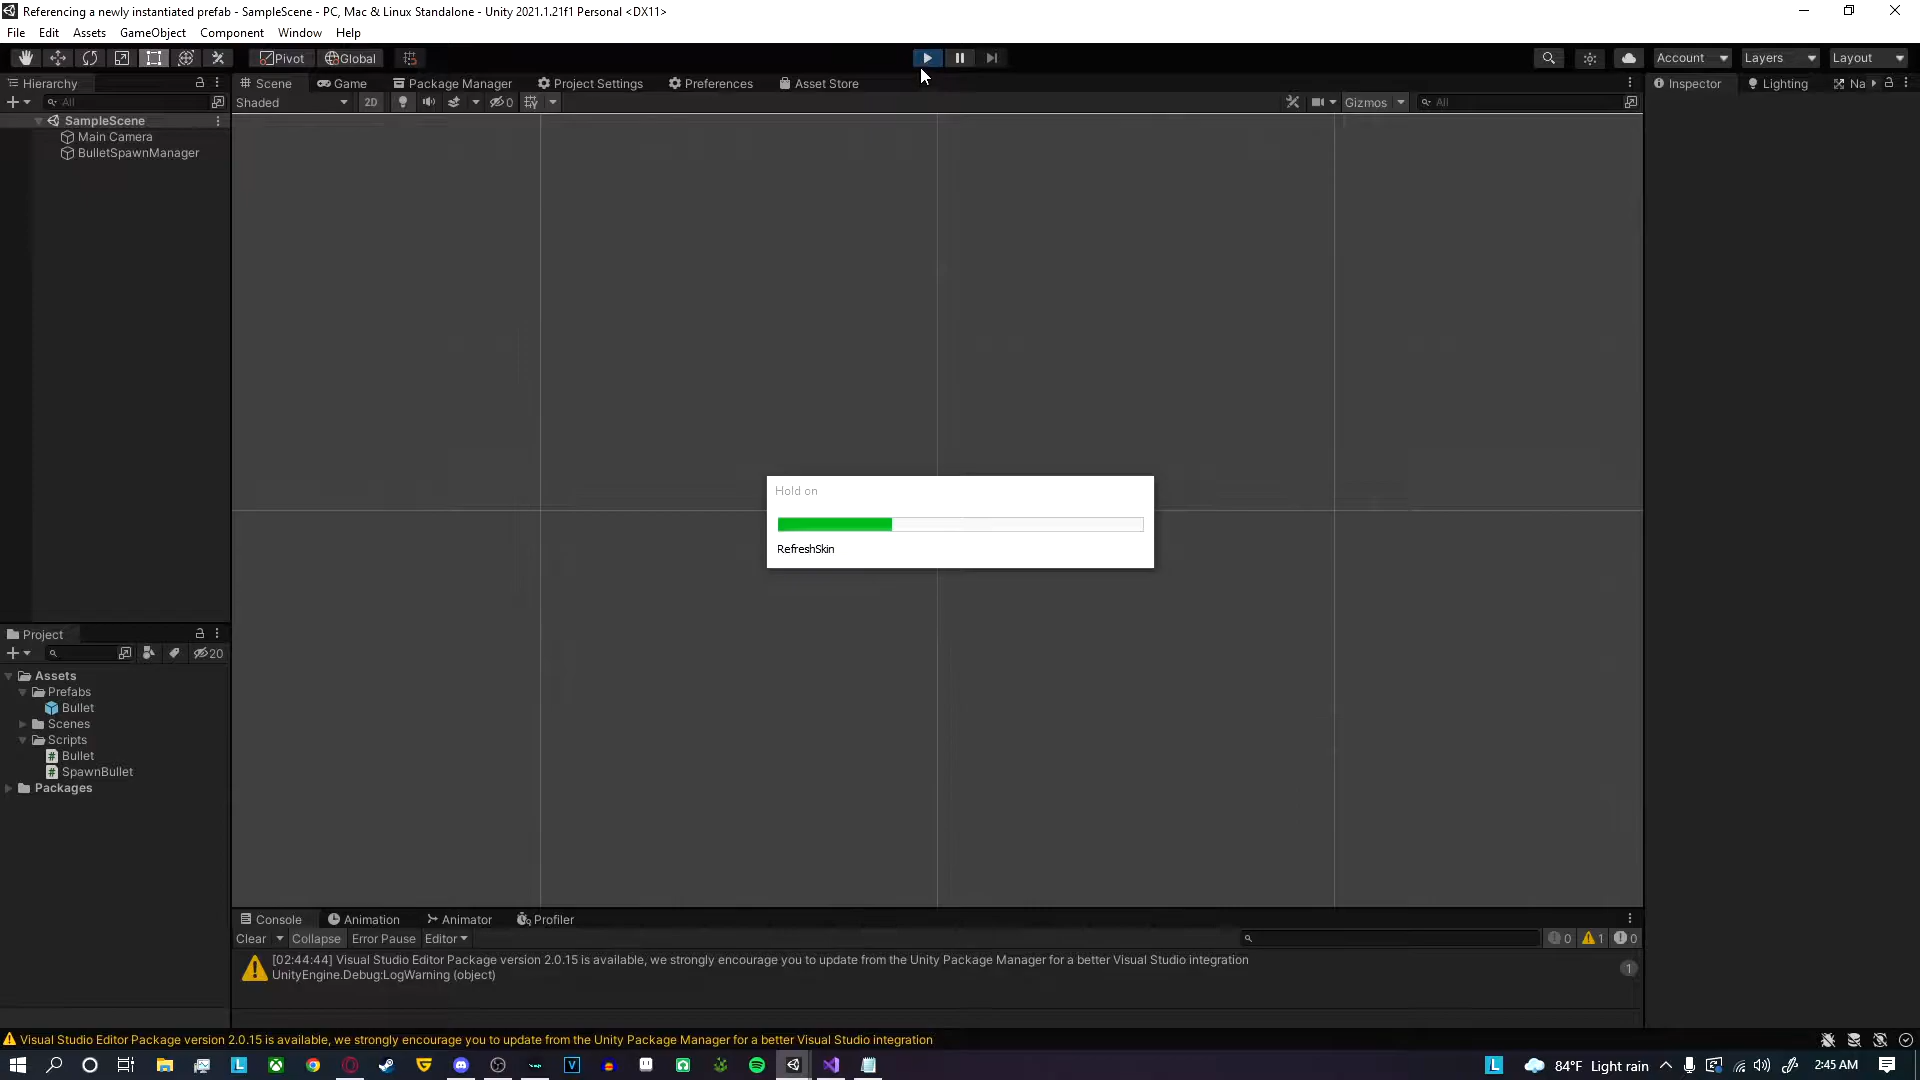 Referencing a newly instantiated prefab - SampleScene - PC, Mac & Linux Standalone - Unity 2021.1.21f1 Personal <DX11>
File Edit Assets GameObject Component Window Help
Pivot Global Account Layers Layout
Hierarchy Scene Game Package Manager Project Settings Preferences Asset Store Inspector Lighting Na
All Shaded 2D 0 Gizmos All
SampleScene
Main Camera
BulletSpawnManager
Hold on
RefreshSkin
Project
20
Assets
Prefabs
Bullet
Scenes
Scripts
Bullet
SpawnBullet
Packages
Console Animation Animator Profiler
Clear Collapse Error Pause Editor 0 1 0
[02:44:44] Visual Studio Editor Package version 2.0.15 is available, we strongly encourage you to update from the Unity Package Manager for a better Visual Studio integration
UnityEngine.Debug:LogWarning (object)
1
Visual Studio Editor Package version 2.0.15 is available, we strongly encourage you to update from the Unity Package Manager for a better Visual Studio integration
84°F Light rain 2:45 AM